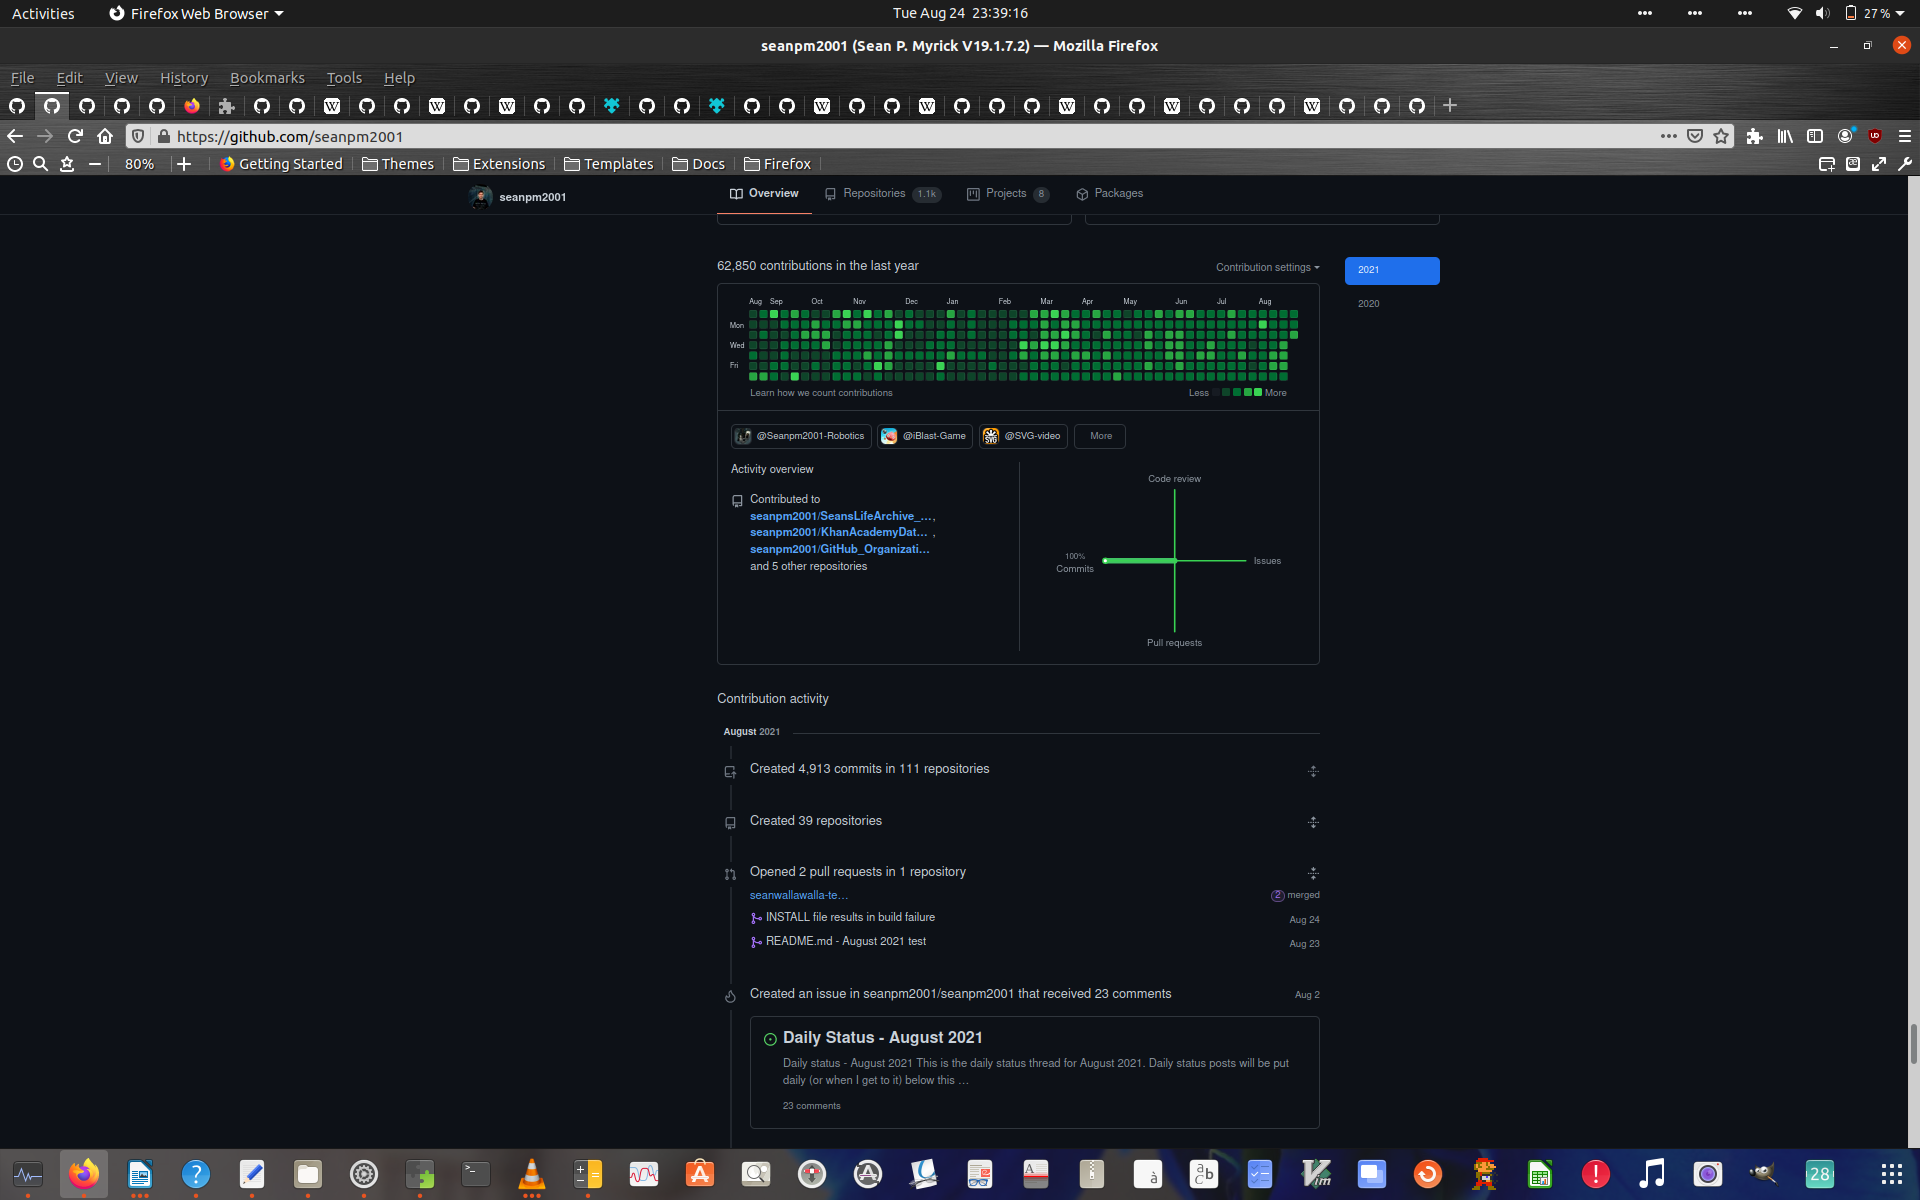 Activities Firefox Web Browser Tue Aug 24 23:39:16 27 %
seanpm2001 (Sean P. Myrick V19.1.7.2) — Mozilla Firefox
File Edit View History Bookmarks Tools Help
https://github.com/seanpm2001
80% Getting Started Themes Extensions Templates Docs Firefox
seanpm2001 Overview Repositories 1.1k Projects 8 Packages
62,850 contributions in the last year Contribution settings 2021
2020
Aug Sep Oct Nov Dec Jan Feb Mar Apr May Jun Jul Aug
Mon
Wed
Fri
Learn how we count contributions Less More
@Seanpm2001-Robotics @iBlast-Game SVG @SVG-video More
Activity overview
Contributed to
seanpm2001/SeansLifeArchive_…,
seanpm2001/KhanAcademyDat… ,
seanpm2001/GitHub_Organizati…
and 5 other repositories
Code review
100%
Commits
Issues
Pull requests
Contribution activity
August 2021
Created 4,913 commits in 111 repositories
Created 39 repositories
Opened 2 pull requests in 1 repository
seanwallawalla-te… 2 merged
INSTALL file results in build failure Aug 24
README.md - August 2021 test Aug 23
Created an issue in seanpm2001/seanpm2001 that received 23 comments Aug 2
Daily Status - August 2021
Daily status - August 2021 This is the daily status thread for August 2021. Daily status posts will be put
daily (or when I get to it) below this …
23 comments
28